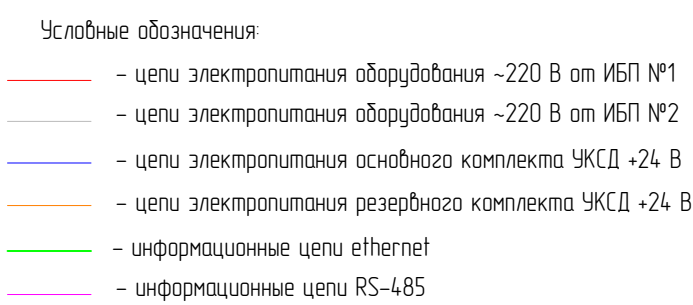 Условные обозначения:
– цепи электропитания оборудования ~220 В от ИБП №1
– цепи электропитания оборудования ~220 В от ИБП №2
– цепи электропитания основного комплекта УКСД +24 В
– цепи электропитания резервного комплекта УКСД +24 В
– информационные цепи ethernet
– информационные цепи RS–485